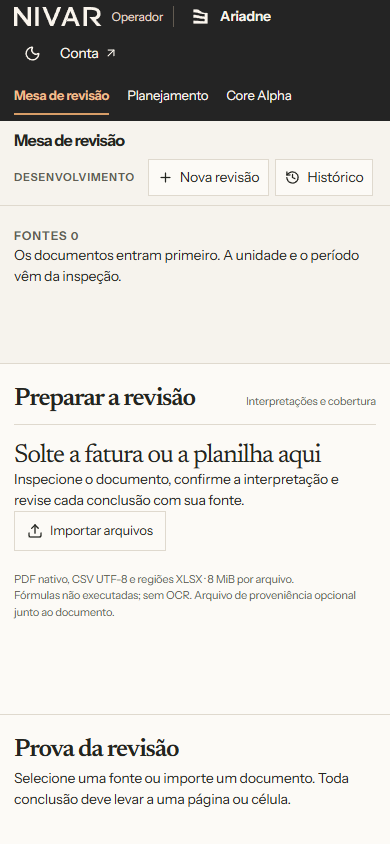 NIVAR Operador Ariadne
Conta
Mesa de revisão Planejamento Core Alpha
Mesa de revisão
DESENVOLVIMENTO Nova revisão Histórico
FONTES 0
Os documentos entram primeiro. A unidade e o período
vêm da inspeção.
Preparar a revisão Interpretações e cobertura
Solte a fatura ou a planilha aqui
Inspecione o documento, confirme a interpretação e
revise cada conclusão com sua fonte.
Importar arquivos
PDF nativo, CSV UTF-8 e regiões XLSX · 8 MiB por arquivo.
Fórmulas não executadas; sem OCR. Arquivo de proveniência opcional
junto ao documento.
Prova da revisão
Selecione uma fonte ou importe um documento. Toda
conclusão deve levar a uma página ou célula.